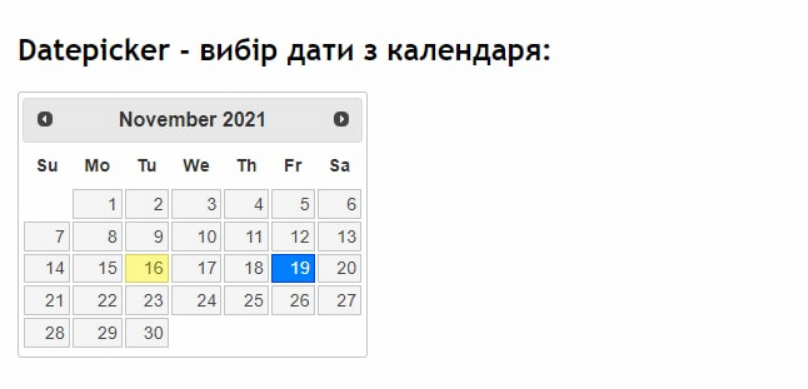 Datepicker - вибір дати з календаря:
November 2021
Su Mo Tu We Th Fr Sa
1 2 3 4 5 6
7 8 9 10 11 12 13
14 15 16 17 18 19 20
21 22 23 24 25 26 27
28 29 30